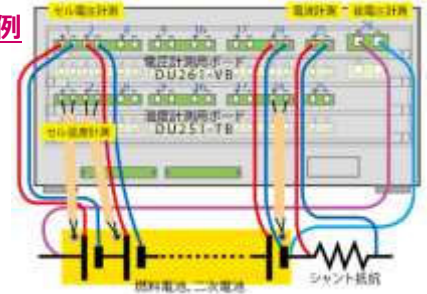 例
セル電圧計測
電流計測
総電圧計測
電圧計測用ボード
DU261-VB
温度計測用ボード
DU251-TB
セル温度計測
シャント抵抗
燃料電池、二次電池